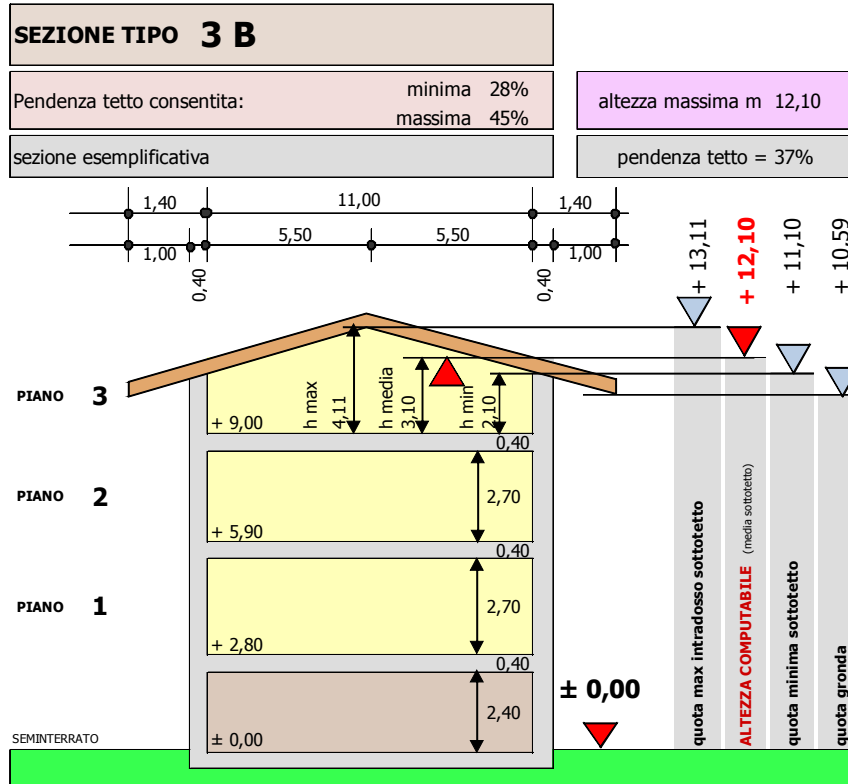 SEZIONE TIPO 3 B
Pendenza tetto consentita:
minima 28%
massima 45%
altezza massima m 12,10
sezione esemplificativa
pendenza tetto = 37%
1,40
11,00
1,40
1,00
5,50
5,50
1,00
0,40
0,40
+ 13,11
+ 12,10
+ 11,10
+ 10,59
PIANO 3
+ 9,00
h max
4,11
h media
3,10
h min
2,10
0,40
PIANO 2
2,70
+ 5,90
0,40
PIANO 1
2,70
+ 2,80
0,40
2,40
± 0,00
± 0,00
SEMINTERRATO
quota max intradosso sottotetto
ALTEZZA COMPUTABILE (media sottotetto)
quota minima sottotetto
quota gronda